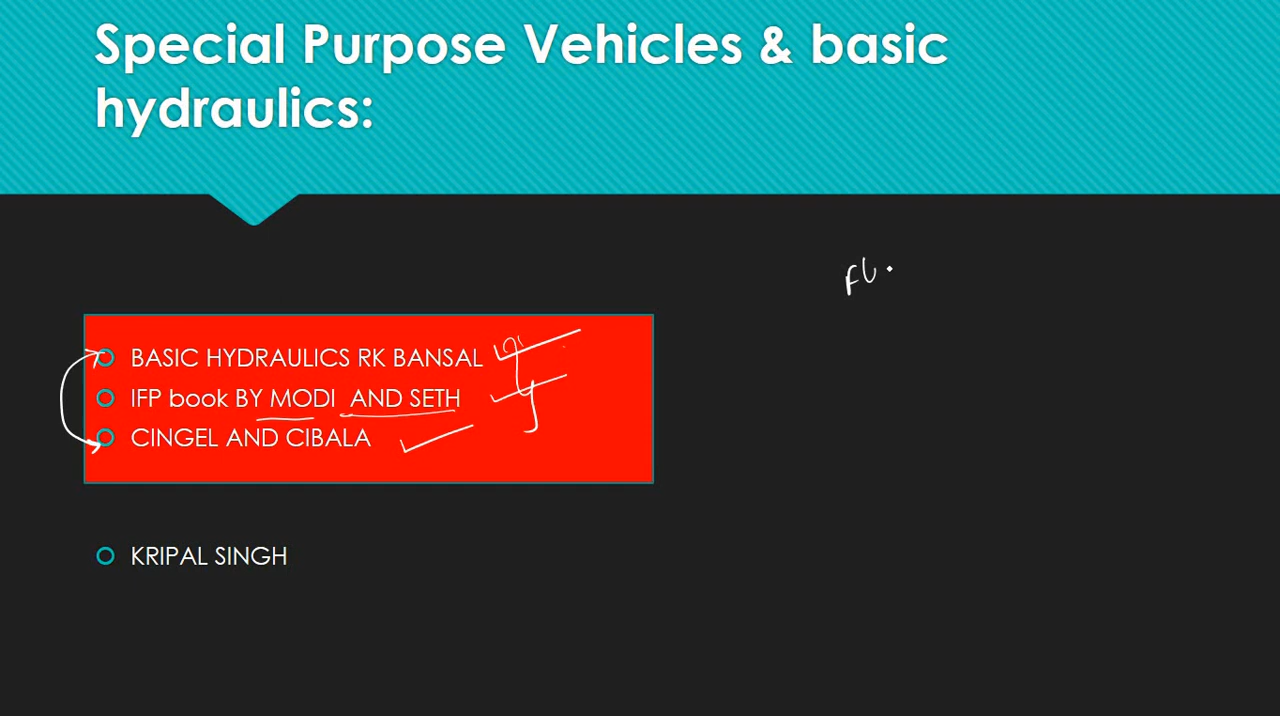 Special Purpose Vehicles & basic
hydraulics:
BASIC HYDRAULICS RK BANSAL
IFP book BY MODI AND SETH
CINGEL AND CIBALA
KRIPAL SINGH